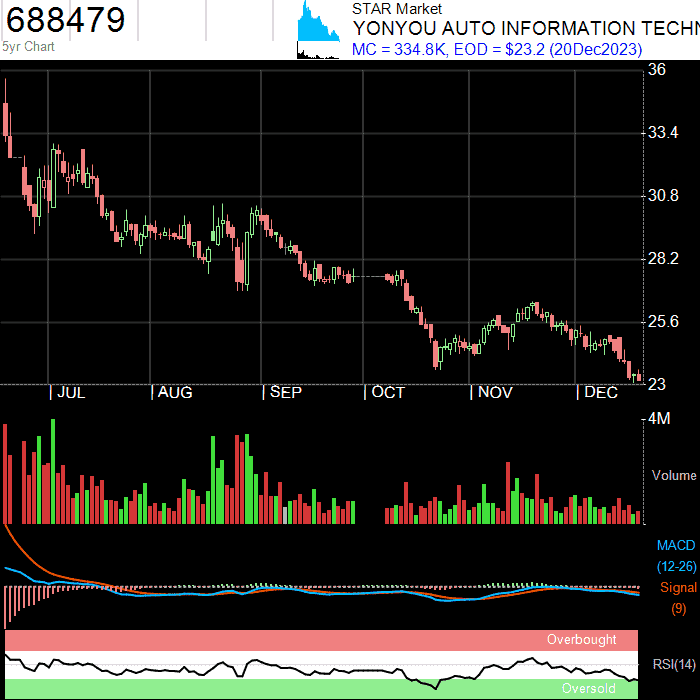 688479
5yr Chart
STAR Market
YONYOU AUTO INFORMATION TECHN
MC = 334.8K, EOD = $23.2 (20Dec2023)
36
33.4
30.8
28.2
25.6
23
JUL AUG SEP OCT NOV DEC
4M
Volume
MACD
(12-26)
Signal
(9)
Overbought
RSI(14)
Oversold